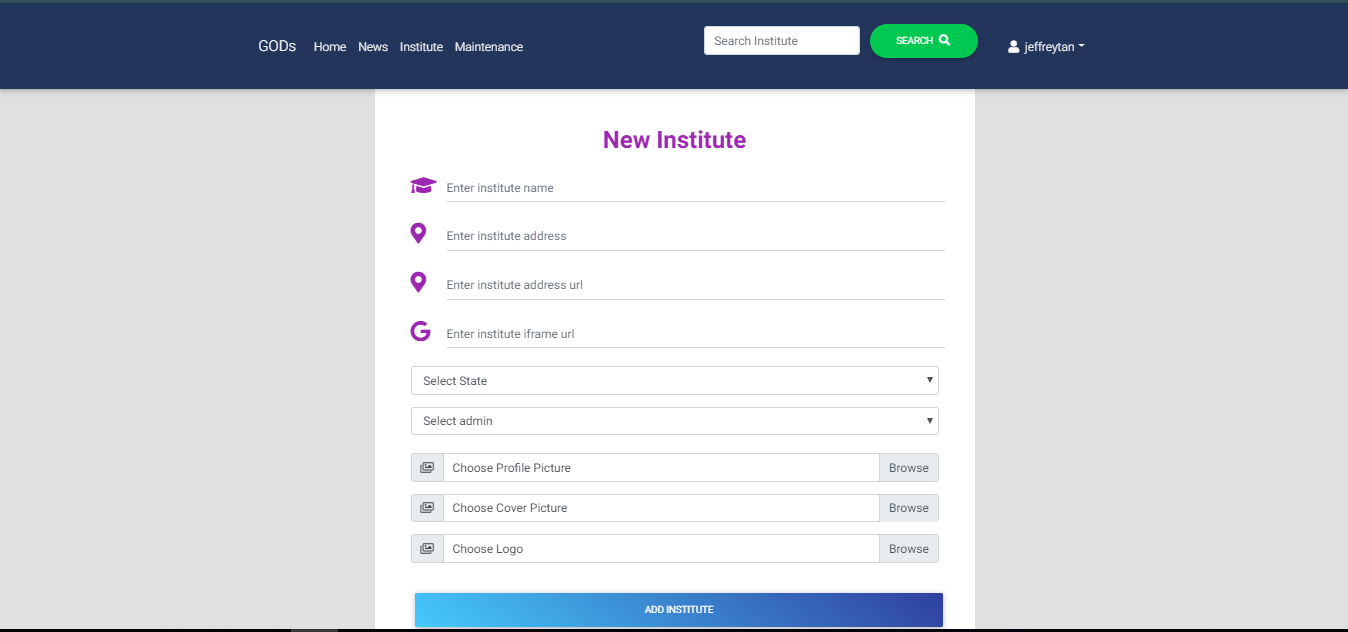 GODs Home News Institute Maintenance Search Institute SEARCH jeffreytan
New Institute
Enter institute name
Enter institute address
Enter institute address url
Enter institute iframe url
Select State
Select admin
Choose Profile Picture Browse
Choose Cover Picture Browse
Choose Logo Browse
ADD INSTITUTE